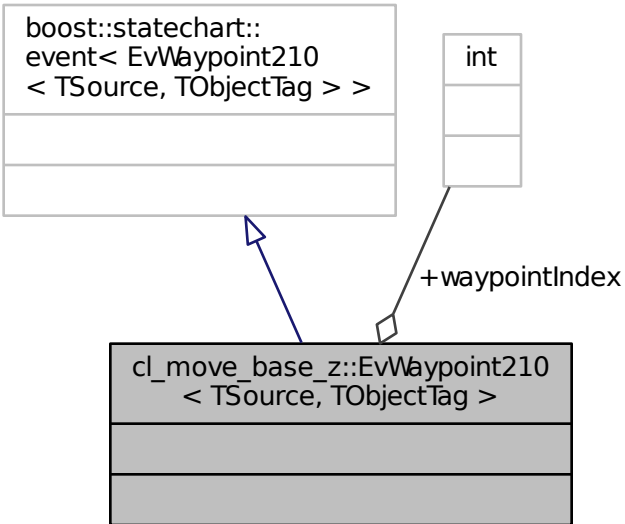 boost::statechart::
event< EvWaypoint210
< TSource, TObjectTag > >
int
+waypointIndex
cl_move_base_z::EvWaypoint210
< TSource, TObjectTag >